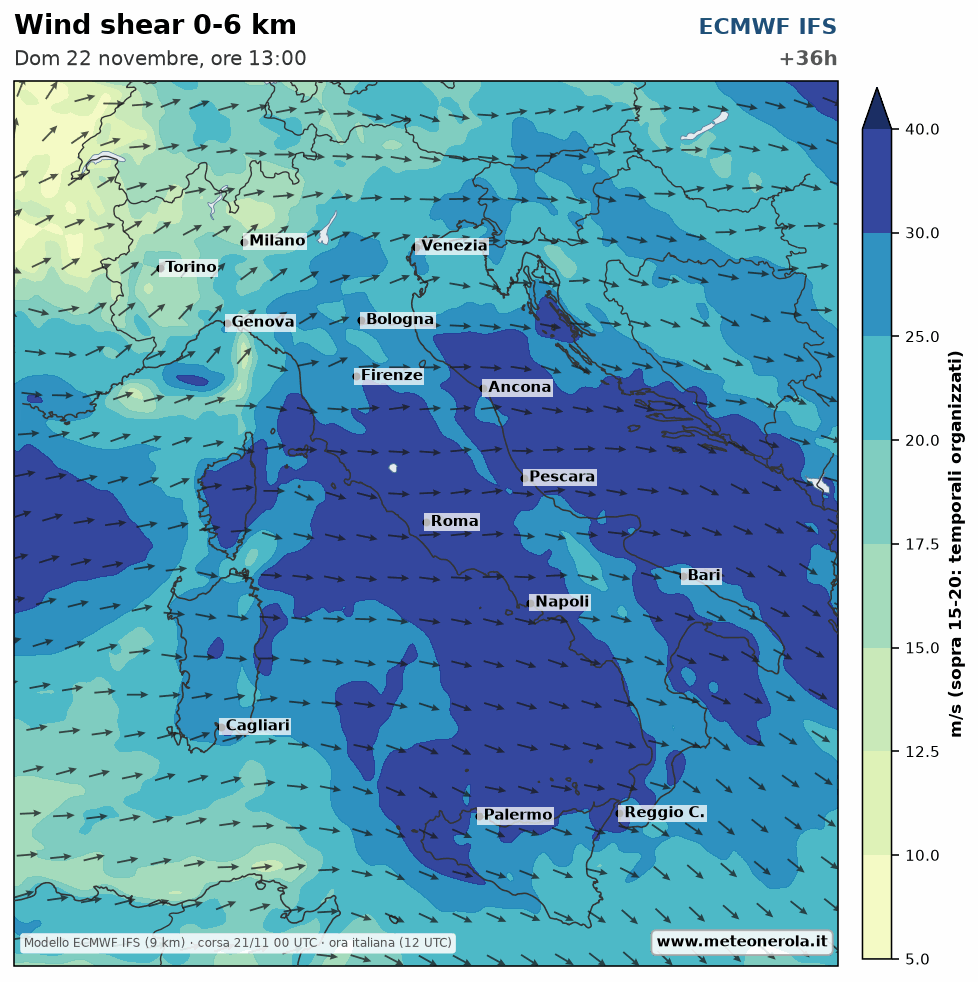 Wind shear 0-6 km
ECMWF IFS
Dom 22 novembre, ore 13:00
+36h
Milano
Venezia
Torino
Genova
Bologna
Firenze
Ancona
Pescara
Roma
Bari
Napoli
Cagliari
Palermo
Reggio C.
40.0
30.0
25.0
20.0
17.5
15.0
12.5
10.0
5.0
m/s (sopra 15-20: temporali organizzati)
Modello ECMWF IFS (9 km) · corsa 21/11 00 UTC · ora italiana (12 UTC)
www.meteonerola.it